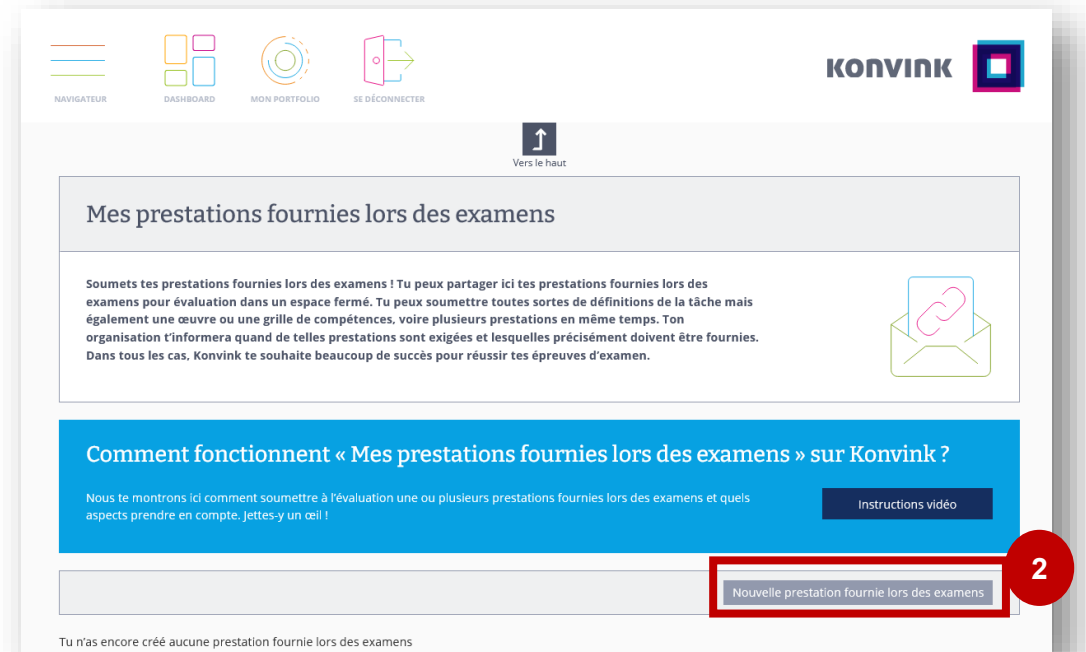 NAVIGATEUR
DASHBOARD
MON PORTFOLIO
SE DÉCONNECTER
KONVINK
Vers le haut
Mes prestations fournies lors des examens
Soumets tes prestations fournies lors des examens ! Tu peux partager ici tes prestations fournies lors des
examens pour évaluation dans un espace fermé. Tu peux soumettre toutes sortes de définitions de la tâche mais
également une œuvre ou une grille de compétences, voire plusieurs prestations en même temps. Ton
organisation t'informera quand de telles prestations sont exigées et lesquelles précisément doivent être fournies.
Dans tous les cas, Konvink te souhaite beaucoup de succès pour réussir tes épreuves d'examen.
Comment fonctionnent « Mes prestations fournies lors des examens » sur Konvink ?
Nous te montrons ici comment soumettre à l'évaluation une ou plusieurs prestations fournies lors des examens et quels
aspects prendre en compte. Jettes-y un œil !
Instructions vidéo
2
Nouvelle prestation fournie lors des examens
Tu n'as encore créé aucune prestation fournie lors des examens